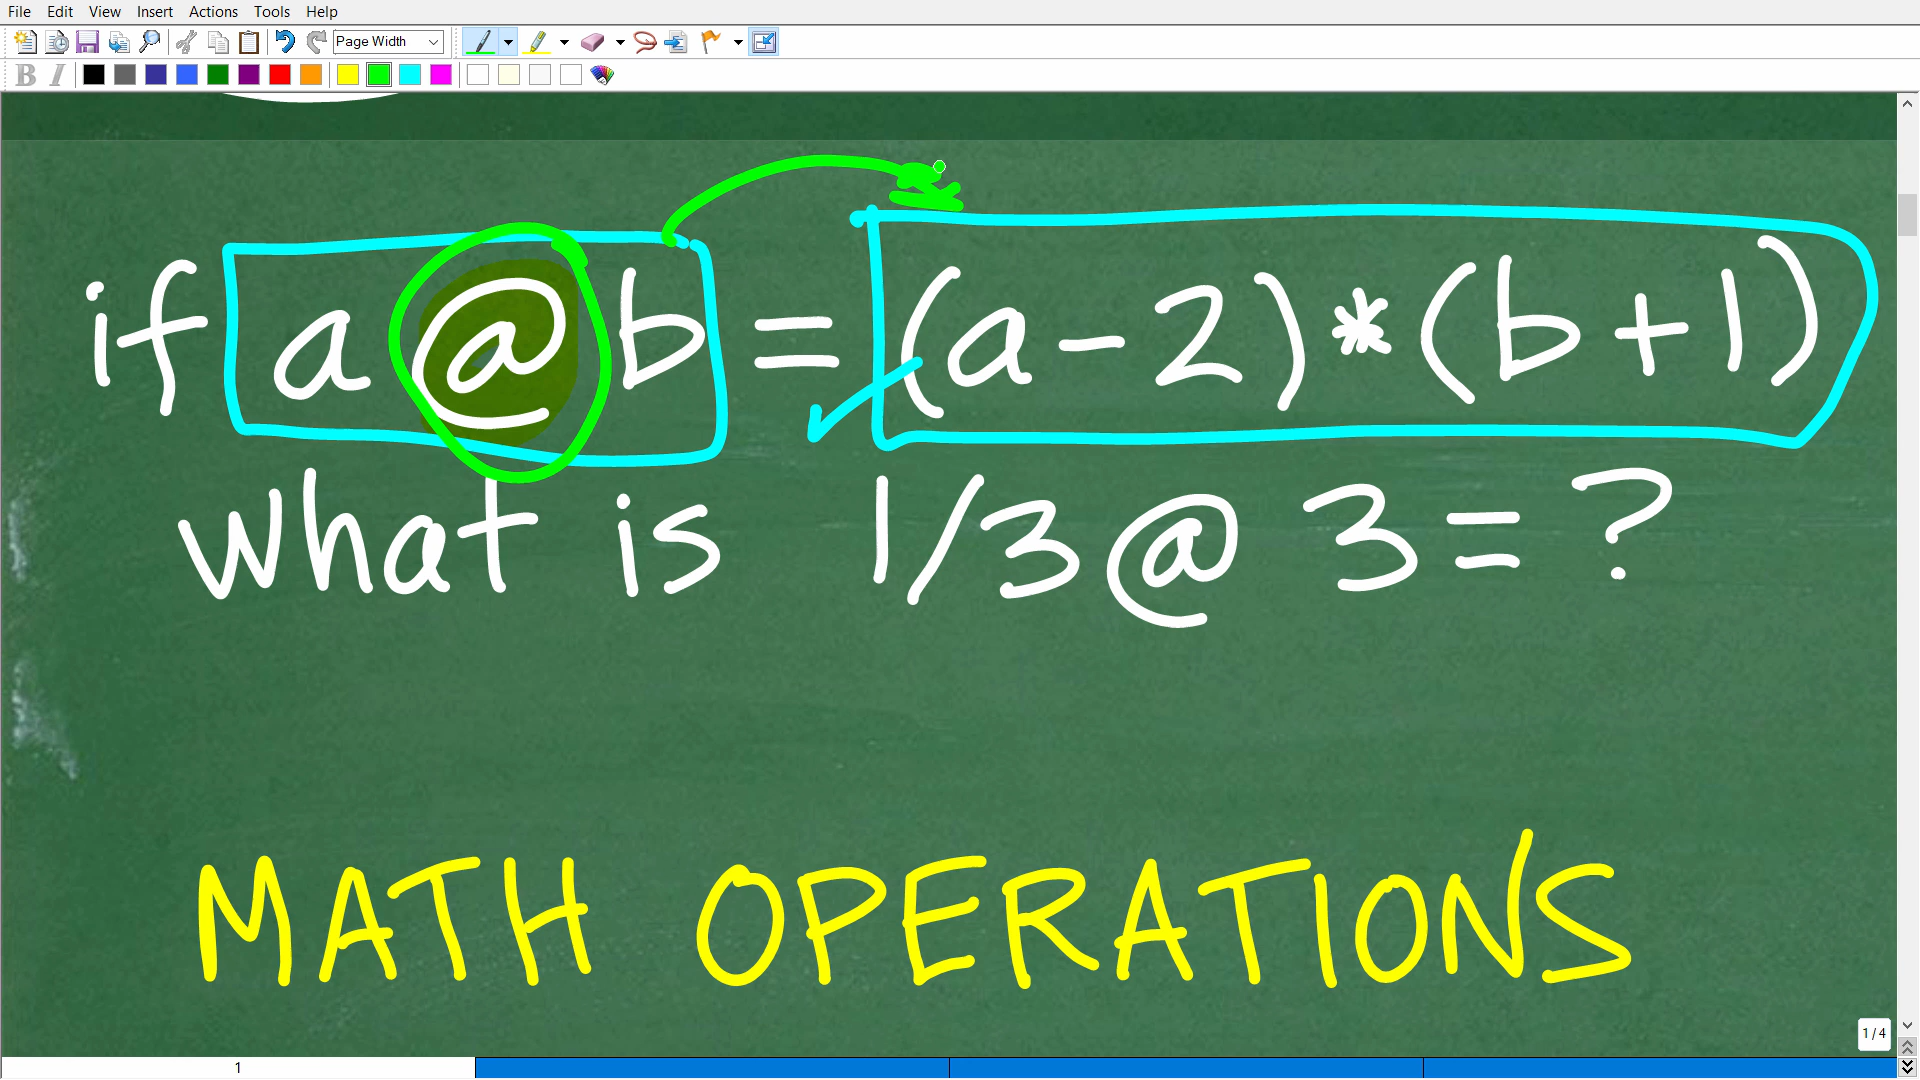 File Edit View Insert Actions Tools Help
Page Width
B I
if a @ b = (a - 2) * (b + 1)
what is 1/3 @ 3 = ?
MATH OPERATIONS
1 / 4
1